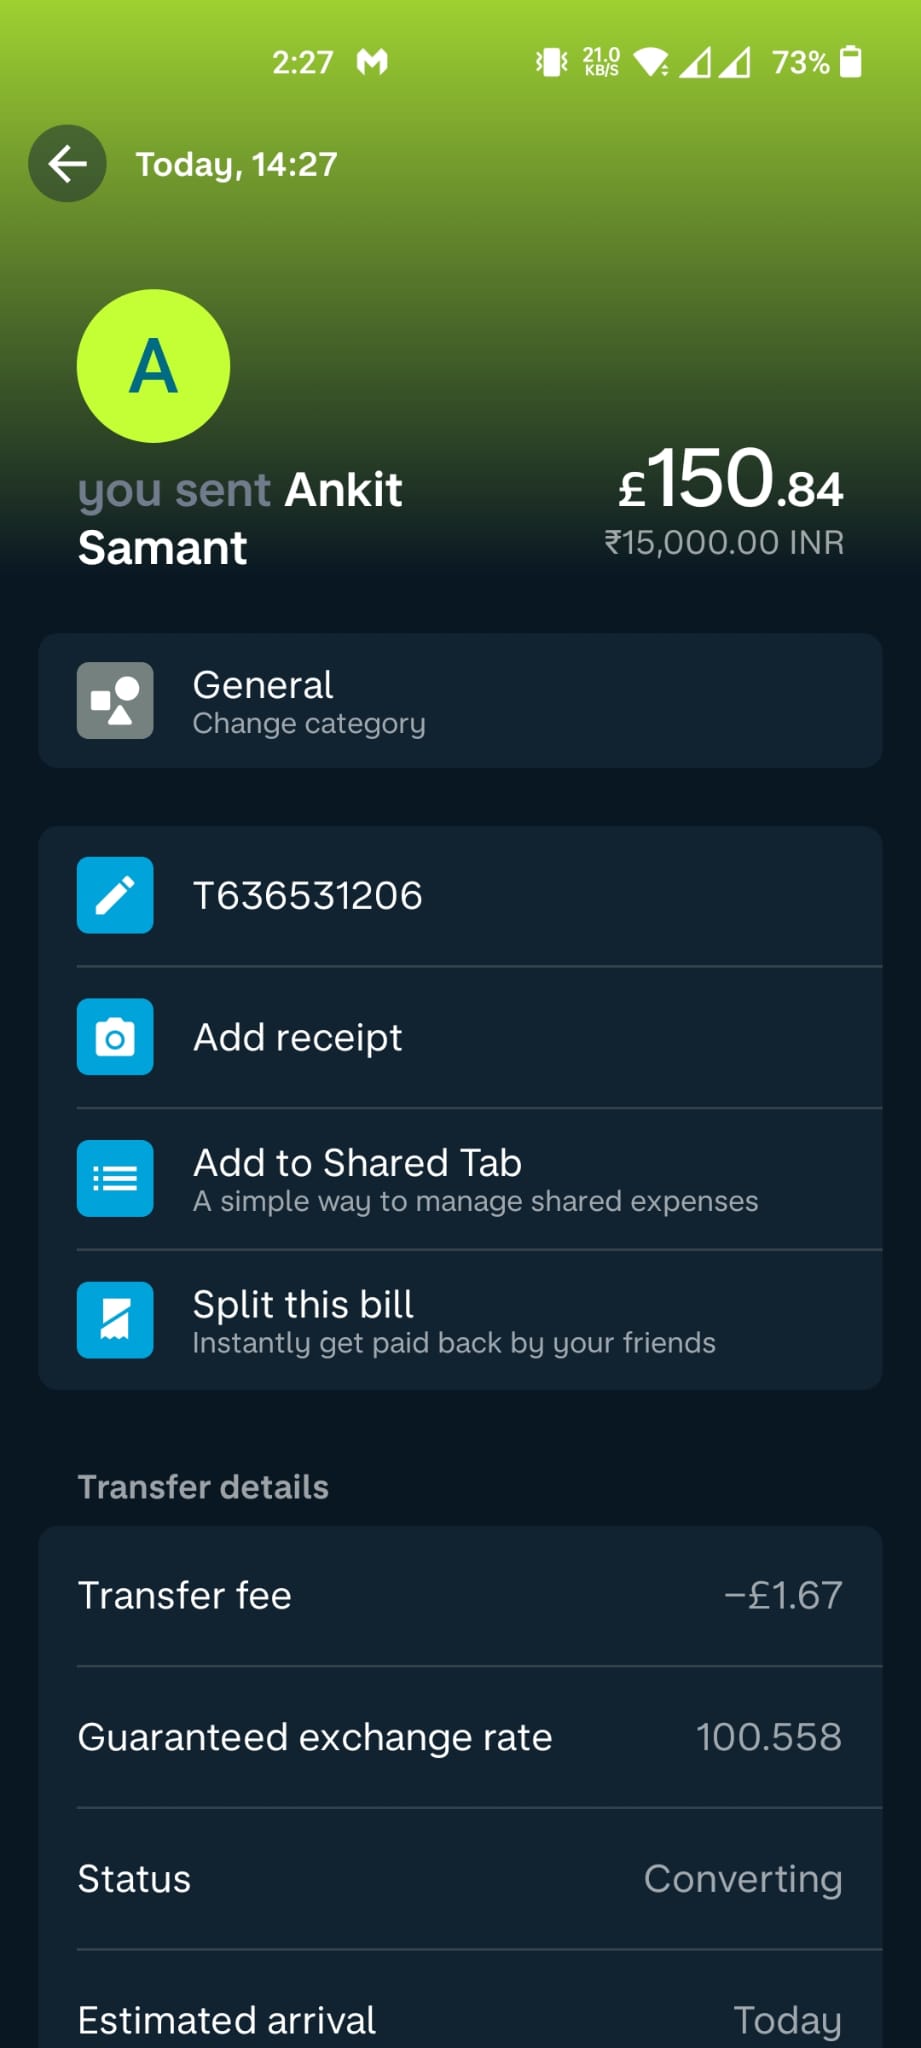 2:27 21.0 KB/S 73%
Today, 14:27
A
you sent Ankit
Samant
£150.84
₹15,000.00 INR
General
Change category
T636531206
Add receipt
Add to Shared Tab
A simple way to manage shared expenses
Split this bill
Instantly get paid back by your friends
Transfer details
Transfer fee −£1.67
Guaranteed exchange rate 100.558
Status Converting
Estimated arrival Today